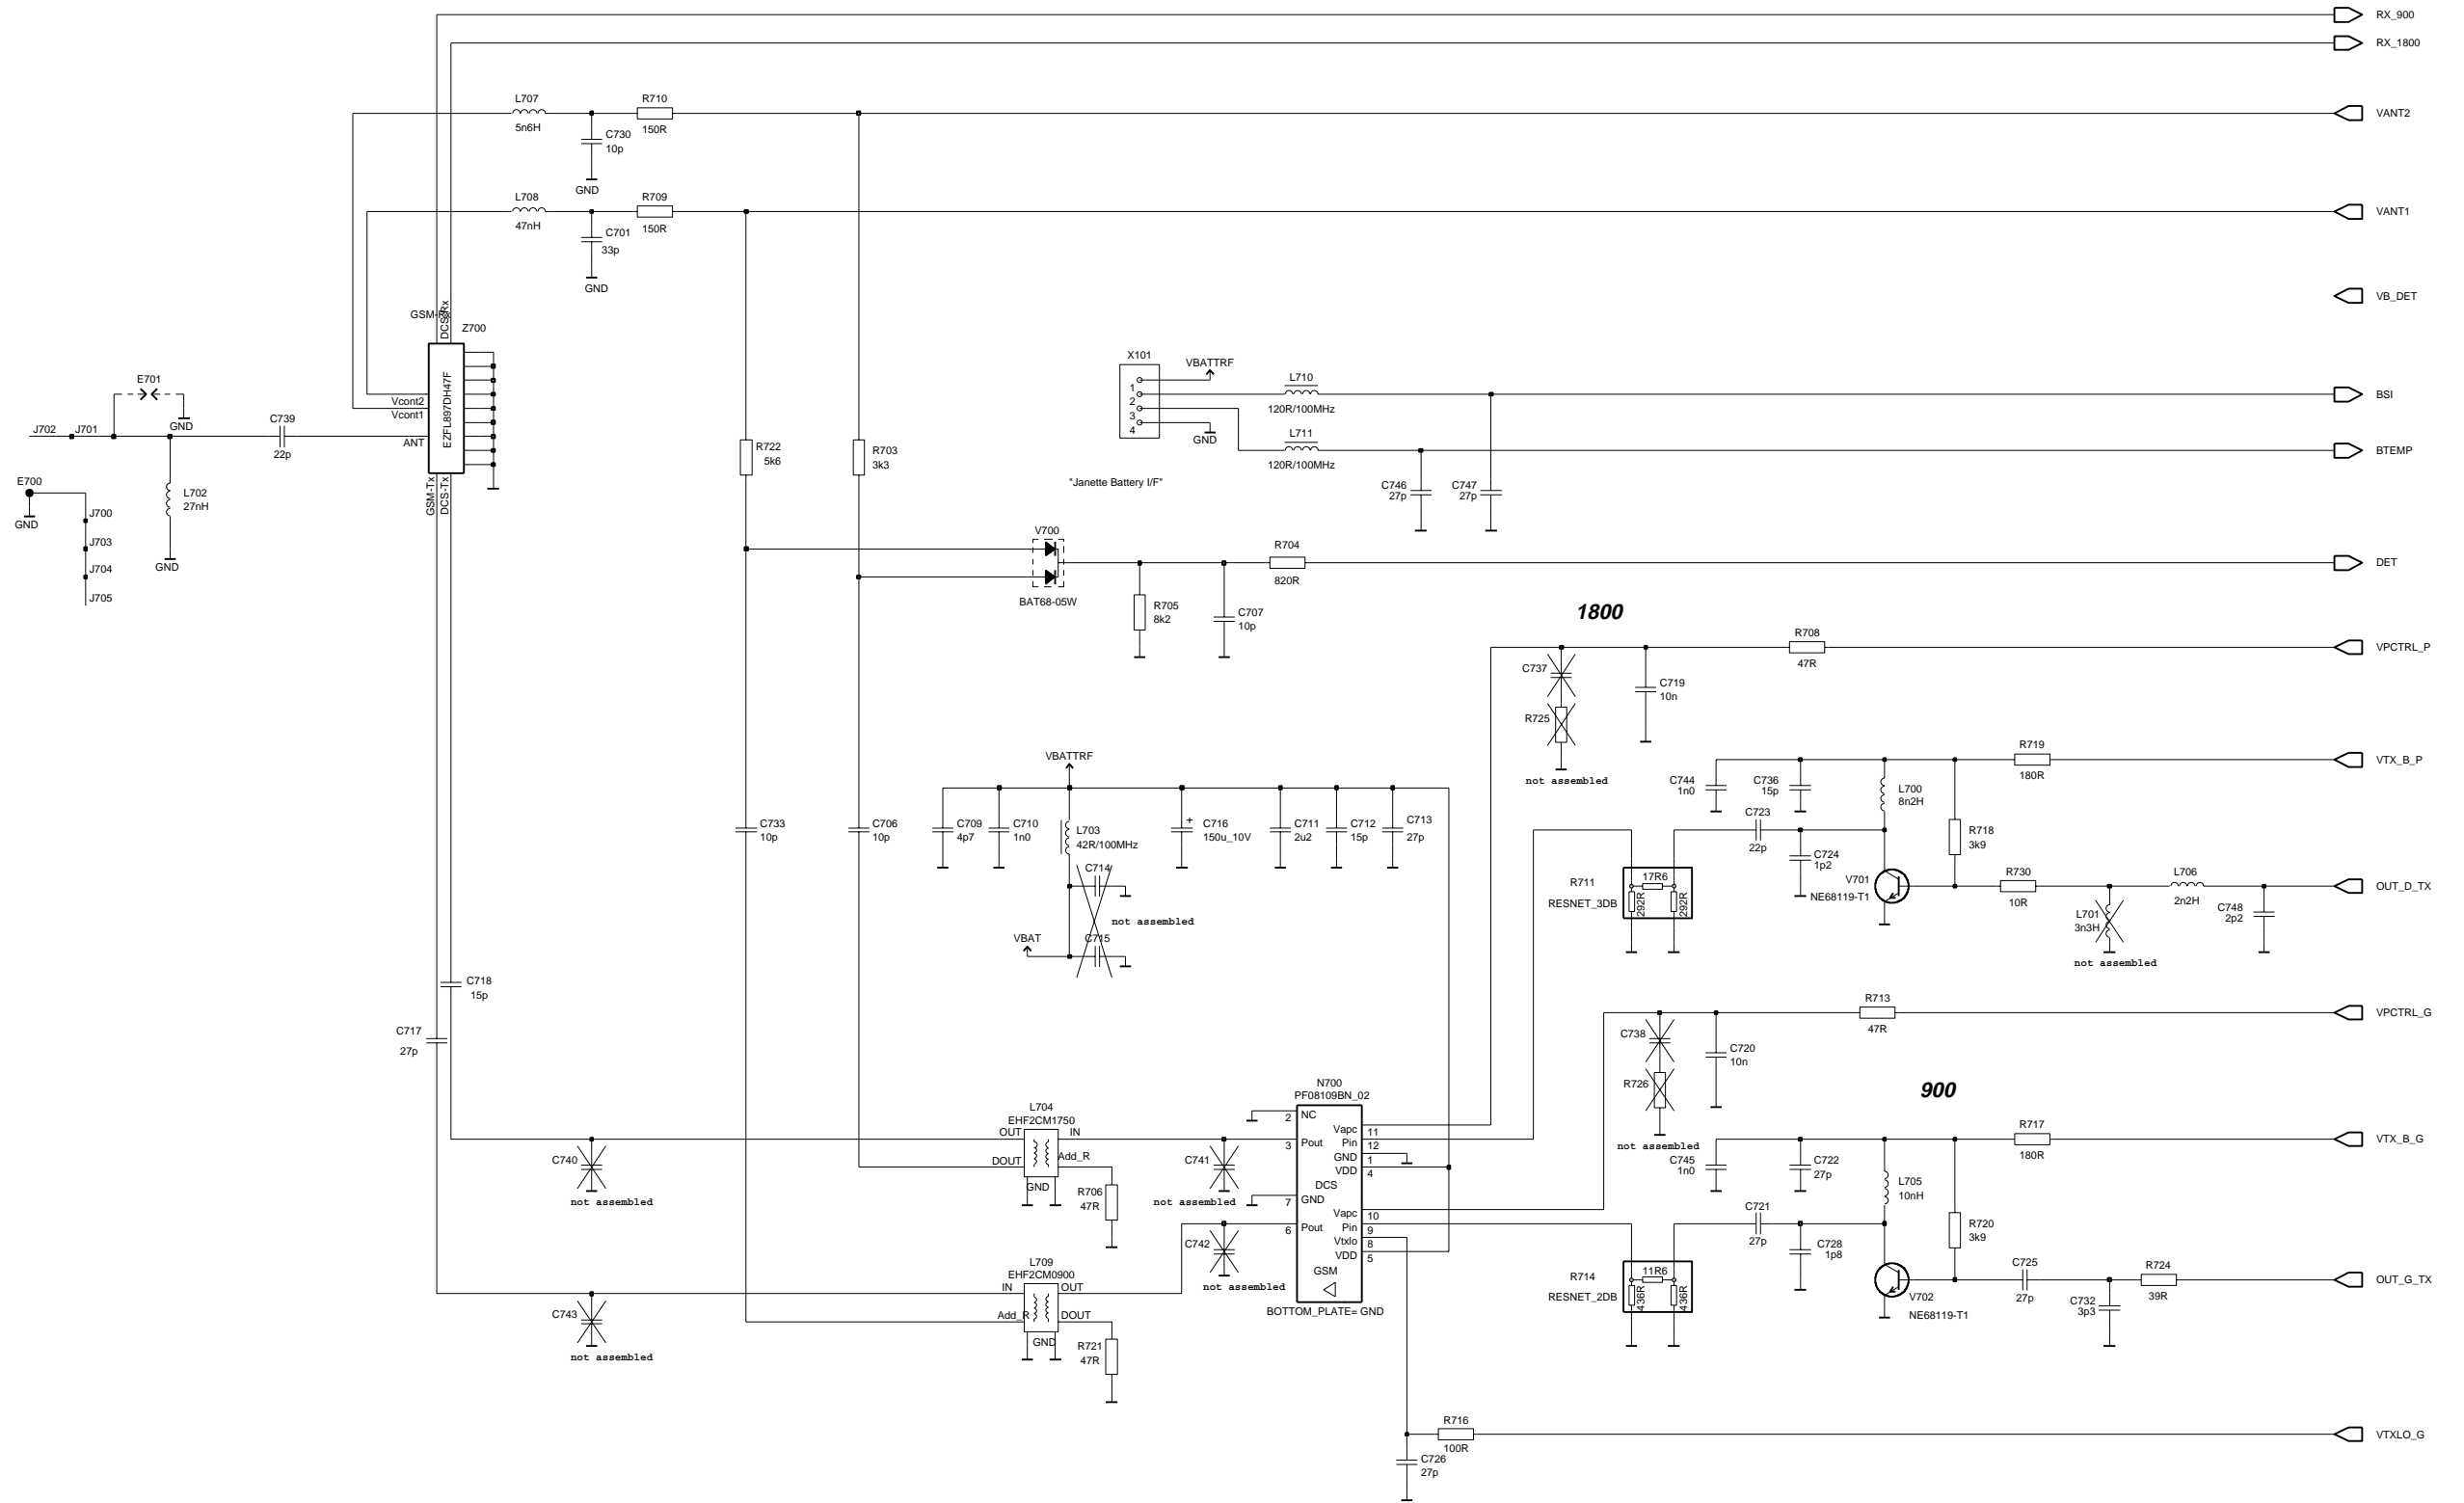 RX_900
RX_1800
L707
5n6H
R710
150R
C730
10p
GND
VANT2
L708
47nH
R709
150R
C701
33p
GND
VANT1
VB_DET
GSM-Rx
DCS-Rx
Z700
EZFL897DH47F
Vcont2
Vcont1
ANT
GSM-Tx
DCS-Tx
E701
GND
J702
J701
C739
22p
L702
27nH
GND
E700
GND
J700
J703
J704
J705
X101
1
2
3
4
VBATTRF
GND
L710
120R/100MHz
L711
120R/100MHz
"Janette Battery I/F"
C746
27p
C747
27p
BSI
BTEMP
R722
5k6
R703
3k3
V700
BAT68-05W
R705
8k2
C707
10p
R704
820R
DET
1800
R708
47R
VPCTRL_P
C737
R725
not assembled
C719
10n
R719
180R
VTX_B_P
C744
1n0
C736
15p
L700
8n2H
C723
22p
C724
1p2
R718
3k9
V701
NE68119-T1
R730
10R
L706
2n2H
L701
3n3H
not assembled
C748
2p2
OUT_D_TX
R711
RESNET_3DB
17R6
292R
292R
VBATTRF
C733
10p
C706
10p
C709
4p7
C710
1n0
L703
42R/100MHz
C716
+
150u_10V
C711
2u2
C712
15p
C713
27p
C714
not assembled
C715
VBAT
C718
15p
C717
27p
R713
47R
VPCTRL_G
C738
R726
not assembled
C720
10n
900
N700
PF08109BN_02
2
NC
3
Pout
7
GND
6
Pout
Vapc
11
Pin
12
GND
1
VDD
4
DCS
Vapc
10
Pin
9
Vtxlo
8
VDD
5
GSM
BOTTOM_PLATE= GND
L704
EHF2CM1750
OUT
IN
DOUT
Add_R
GND
R706
47R
C740
not assembled
C741
not assembled
C742
not assembled
C743
not assembled
L709
EHF2CM0900
IN
OUT
Add_R
DOUT
GND
R721
47R
R717
180R
VTX_B_G
C745
1n0
C722
27p
L705
10nH
C721
27p
C728
1p8
R720
3k9
V702
NE68119-T1
C725
27p
C732
3p3
R724
39R
OUT_G_TX
R714
RESNET_2DB
11R6
436R
436R
R716
100R
C726
27p
VTXLO_G